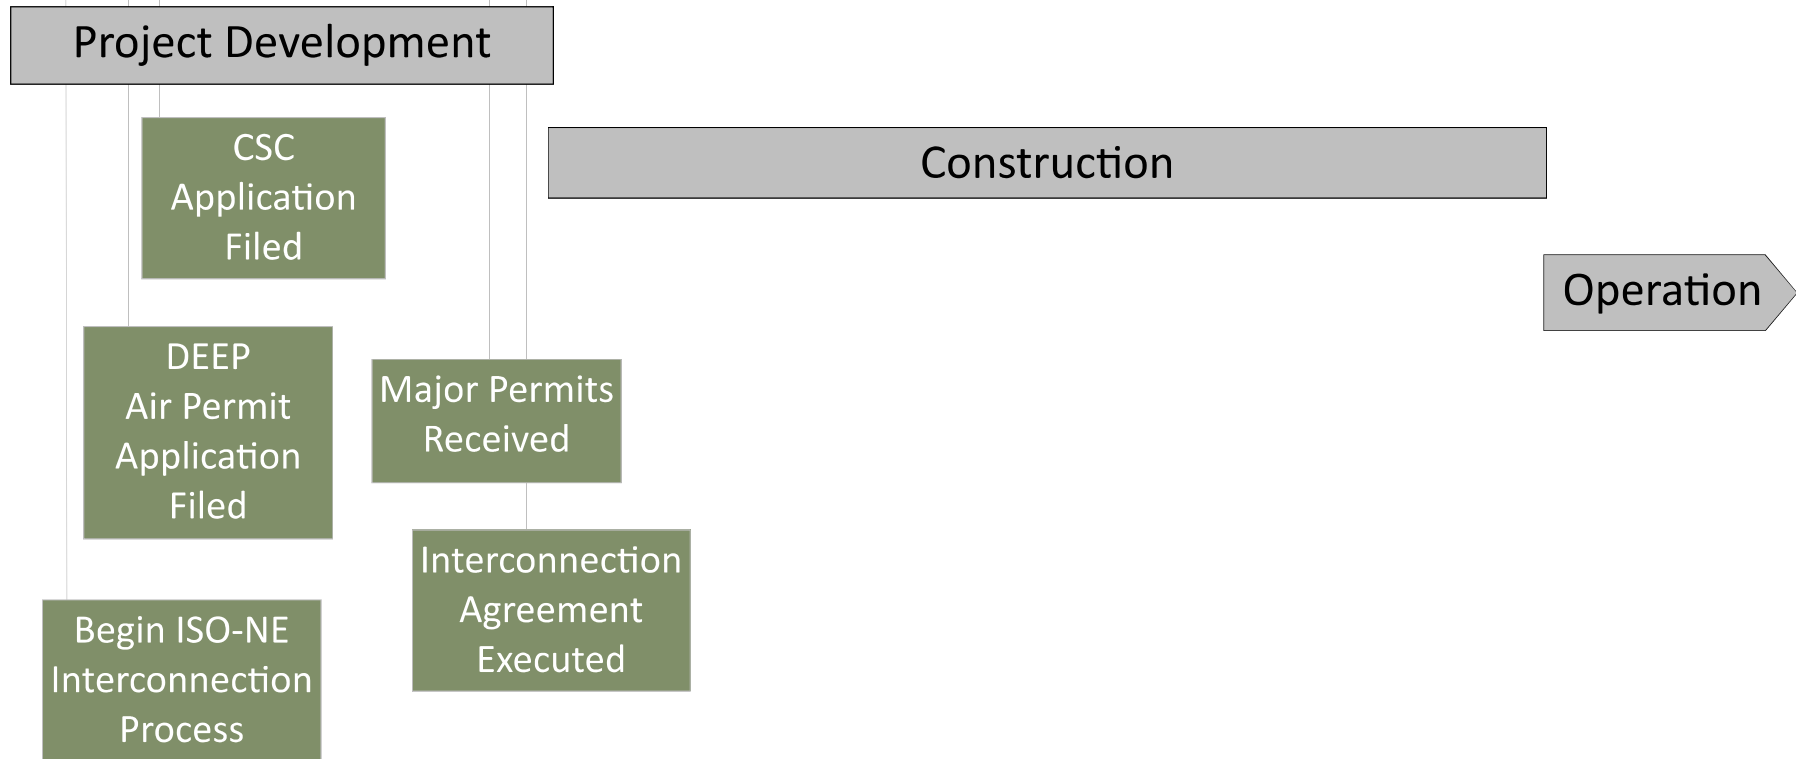 Project Development
CSC
Application
Filed
Construction
Operation
DEEP
Air Permit
Application
Filed
Major Permits
Received
Interconnection
Agreement
Executed
Begin ISO-NE
Interconnection
Process